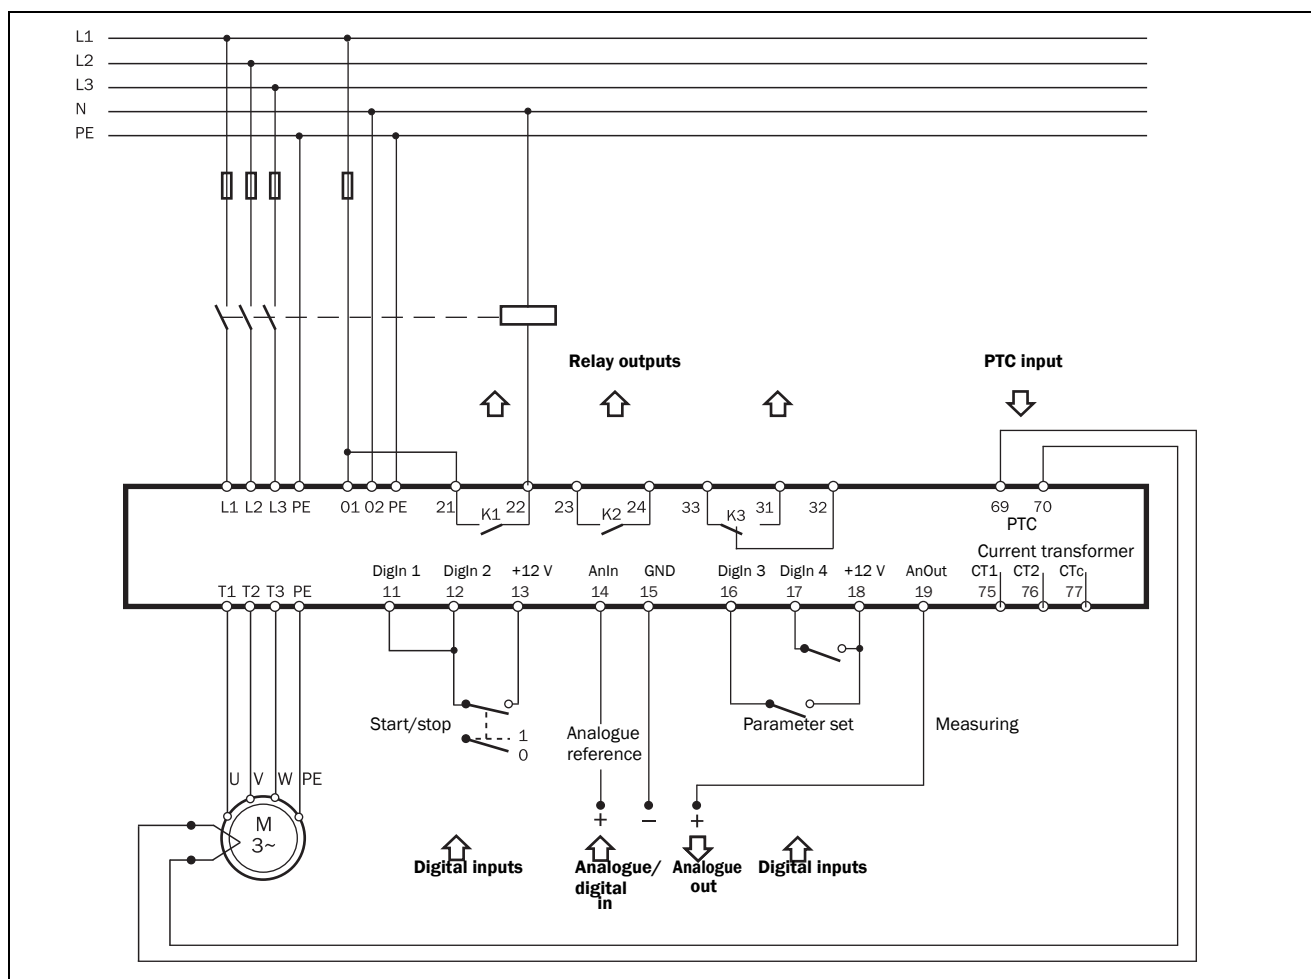 L1
L2
L3
N
PE
Relay outputs
PTC input
L1 L2 L3 PE 01 02 PE 21 K1 22 23 K2 24 33 K3 31 32 69 70
PTC
Current transformer
DigIn 1 DigIn 2 +12 V AnIn GND DigIn 3 DigIn 4 +12 V AnOut CT1 CT2 CTc
T1 T2 T3 PE 11 12 13 14 15 16 17 18 19 75 76 77
Start/stop
1
0
Analogue
reference
Parameter set
Measuring
U V W PE
M
3~
+ − +
Digital inputs
Analogue/
digital
in
Analogue
out
Digital inputs